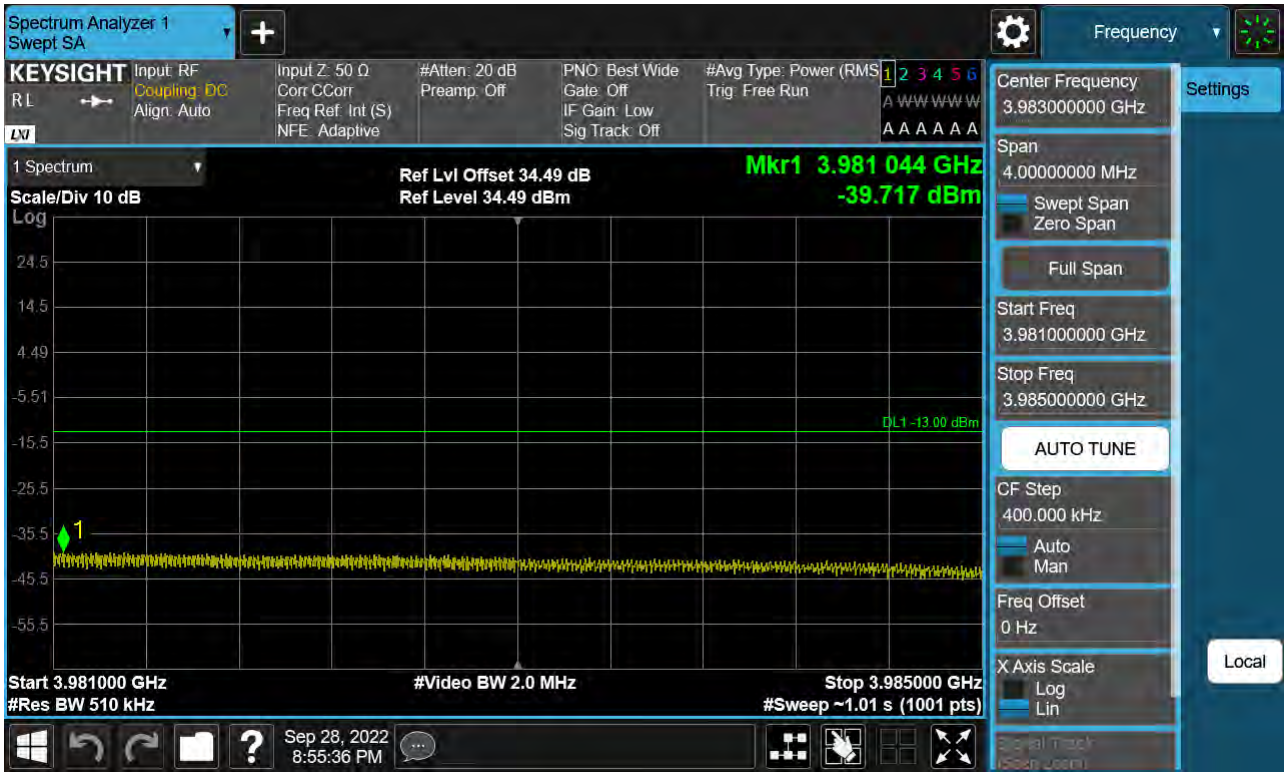 Spectrum Analyzer 1
Swept SA
+
Frequency
KEYSIGHT
RL
LXI
Input: RF
Coupling: DC
Align: Auto
Input Z: 50 Ω
Corr CCorr
Freq Ref: Int (S)
NFE: Adaptive
#Atten: 20 dB
Preamp: Off
PNO: Best Wide
Gate: Off
IF Gain: Low
Sig Track: Off
#Avg Type: Power (RMS
Trig: Free Run
1 2 3 4 5 6
A W W W W W
A A A A A A
1 Spectrum
Scale/Div 10 dB
Log
Ref Lvl Offset 34.49 dB
Ref Level 34.49 dBm
Mkr1 3.981 044 GHz
-39.717 dBm
24.5
14.5
4.49
-5.51
DL1 -13.00 dBm
-15.5
-25.5
-35.5
1
-45.5
-55.5
Start 3.981000 GHz
#Res BW 510 kHz
#Video BW 2.0 MHz
Stop 3.985000 GHz
#Sweep ~1.01 s (1001 pts)
Center Frequency
3.983000000 GHz
Span
4.00000000 MHz
Swept Span
Zero Span
Full Span
Start Freq
3.981000000 GHz
Stop Freq
3.985000000 GHz
AUTO TUNE
CF Step
400.000 kHz
Auto
Man
Freq Offset
0 Hz
X Axis Scale
Log
Lin
Signal Track
(Span Zoom)
Settings
Local
?
Sep 28, 2022
8:55:36 PM